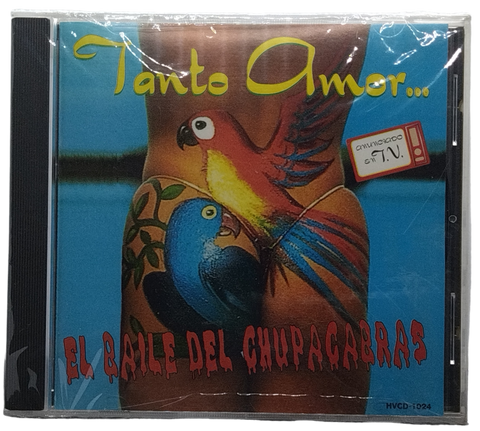 Tanto Amor...
ANUNCIADO
EN T.V.
EL BAILE DEL CHUPACABRAS
HVCD-1024